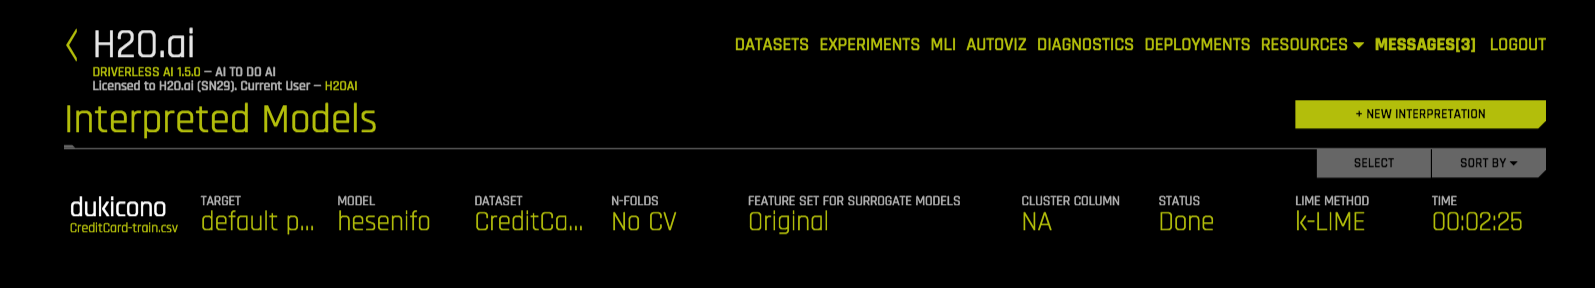 H2O.ai
DATASETS EXPERIMENTS MLI AUTOVIZ DIAGNOSTICS DEPLOYMENTS RESOURCES MESSAGES[3] LOGOUT
DRIVERLESS AI 1.5.0 – AI TO DO AI
Licensed to H2O.ai (SN29). Current User – H2OAI
Interpreted Models
+ NEW INTERPRETATION
SELECT SORT BY
dukicono
CreditCard-train.csv
TARGET MODEL DATASET N-FOLDS FEATURE SET FOR SURROGATE MODELS CLUSTER COLUMN STATUS LIME METHOD TIME
default p... hesenifo CreditCa... No CV Original NA Done k-LIME 00:02:25